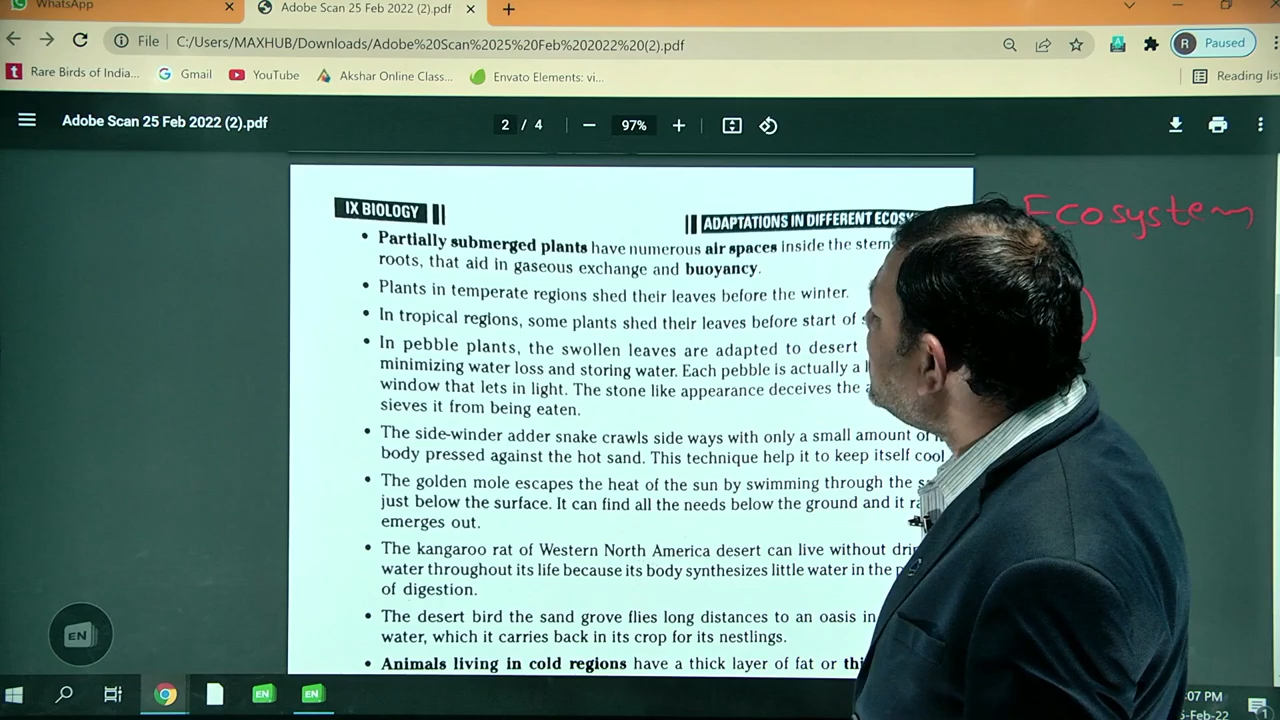 WhatsApp
Adobe Scan 25 Feb 2022 (2).pdf
File
C:/Users/MAXHUB/Downloads/Adobe%20Scan%2025%20Feb%202022%20(2).pdf
R Paused
Rare Birds of India...
Gmail
YouTube
Akshar Online Class...
Envato Elements: vi...
Reading list
Adobe Scan 25 Feb 2022 (2).pdf
2 / 4
97%
Ecosystem
IX BIOLOGY
ADAPTATIONS IN DIFFERENT
• Partially submerged plants have numerous air spaces inside the stem
roots, that aid in gaseous exchange and buoyancy.
• Plants in temperate regions shed their leaves before the winter.
• In tropical regions, some plants shed their leaves before start of
• In pebble plants, the swollen leaves are adapted to desert
minimizing water loss and storing water. Each pebble is actually a
window that lets in light. The stone like appearance deceives the
sieves it from being eaten.
• The side-winder adder snake crawls side ways with only a small amount of
body pressed against the hot sand. This technique help it to keep itself cool
• The golden mole escapes the heat of the sun by swimming through the
just below the surface. It can find all the needs below the ground and it
emerges out.
• The kangaroo rat of Western North America desert can live without
water throughout its life because its body synthesizes little water in the
of digestion.
• The desert bird the sand grove flies long distances to an oasis in
water, which it carries back in its crop for its nestlings.
• Animals living in cold regions have a thick layer of fat or
EN
EN
EN
:07 PM
-Feb-22
1